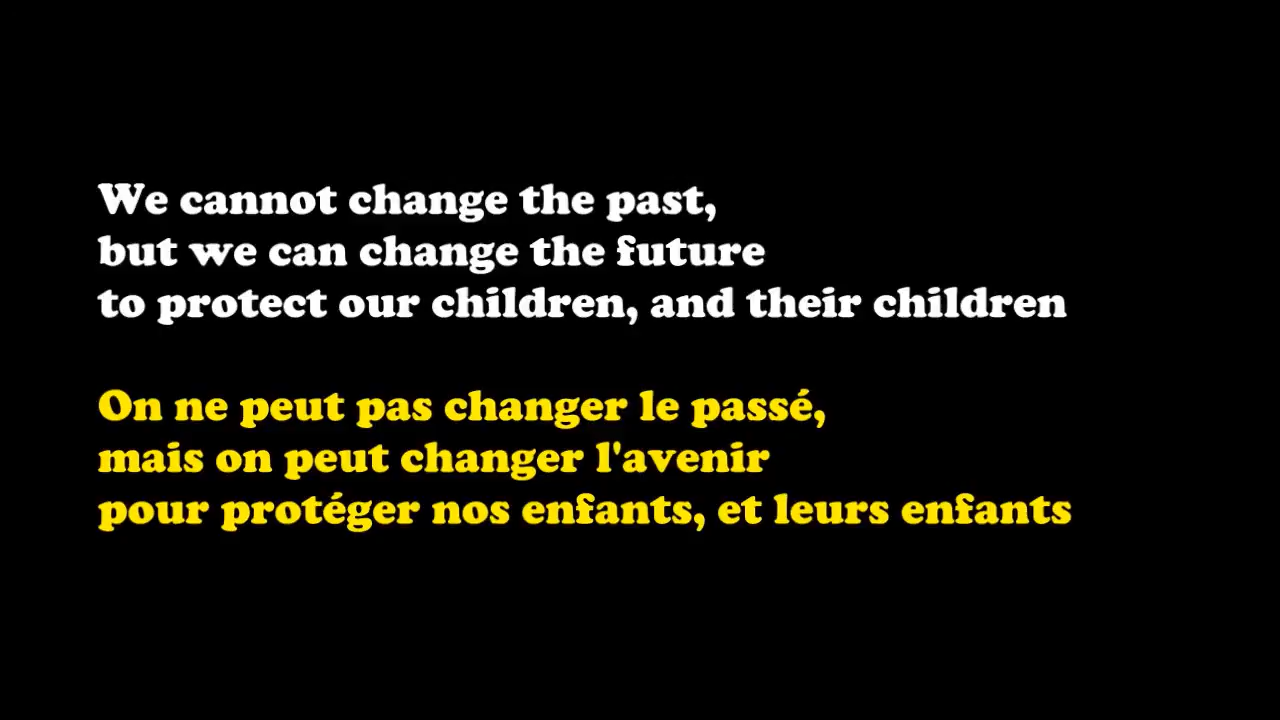 We cannot change the past,
but we can change the future
to protect our children, and their children
On ne peut pas changer le passé,
mais on peut changer l'avenir
pour protéger nos enfants, et leurs enfants